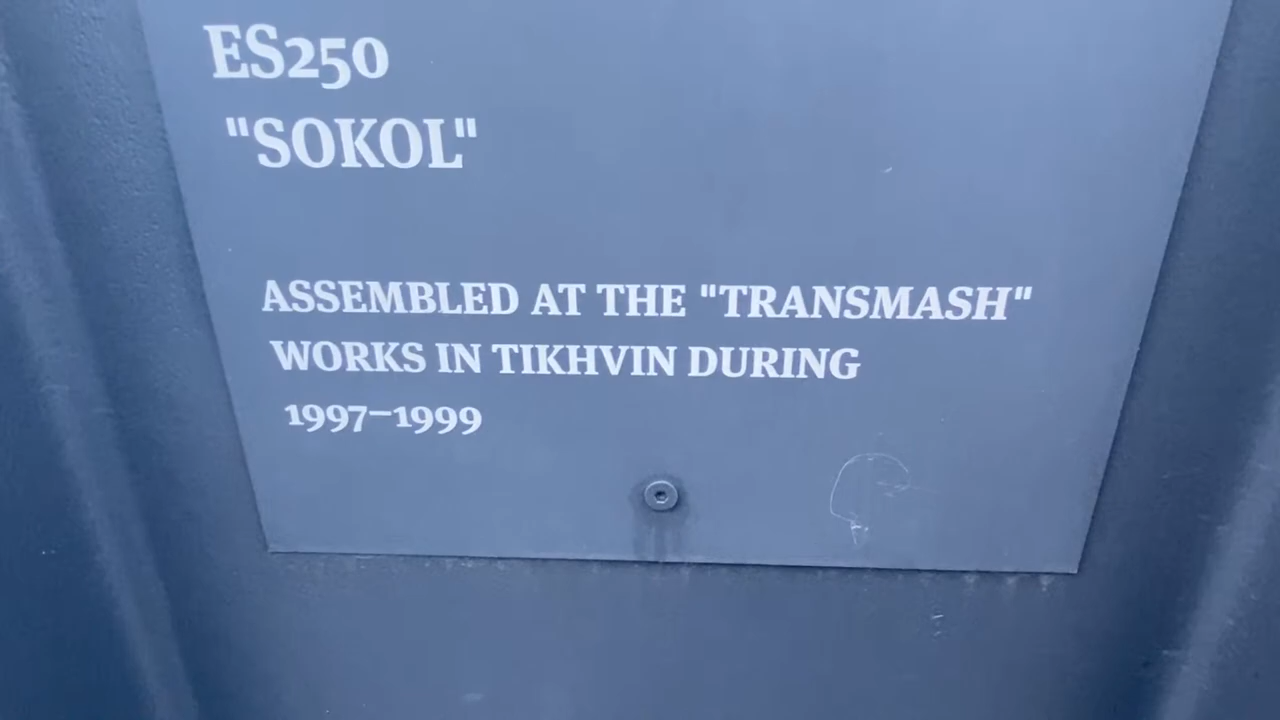 ES250
"SOKOL"
ASSEMBLED AT THE "TRANSMASH"
WORKS IN TIKHVIN DURING
1997–1999